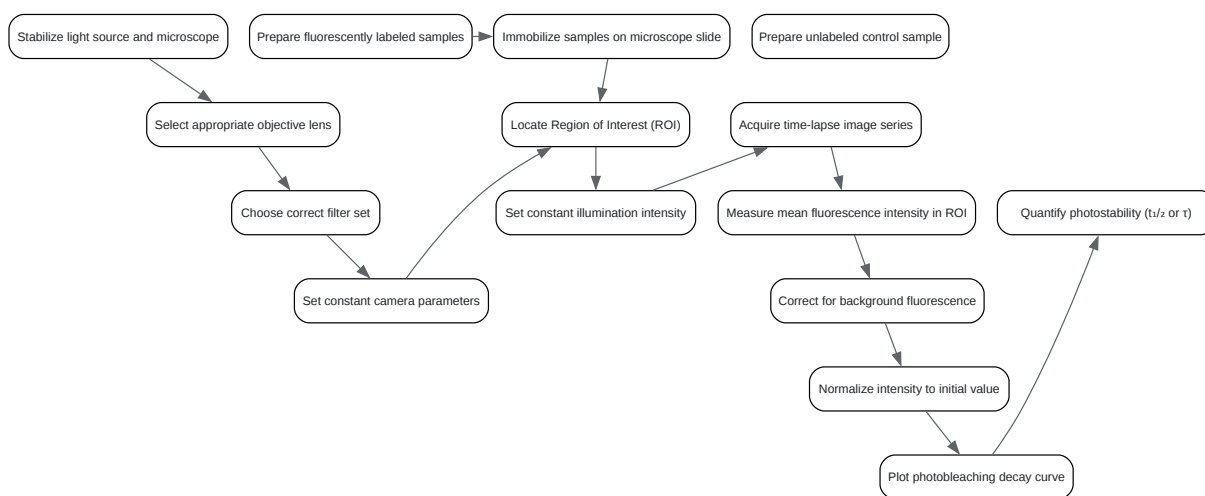 Stabilize light source and microscope
Prepare fluorescently labeled samples
Immobilize samples on microscope slide
Prepare unlabeled control sample
Select appropriate objective lens
Locate Region of Interest (ROI)
Acquire time-lapse image series
Choose correct filter set
Set constant illumination intensity
Measure mean fluorescence intensity in ROI
Quantify photostability (t₁/₂ or τ)
Set constant camera parameters
Correct for background fluorescence
Normalize intensity to initial value
Plot photobleaching decay curve